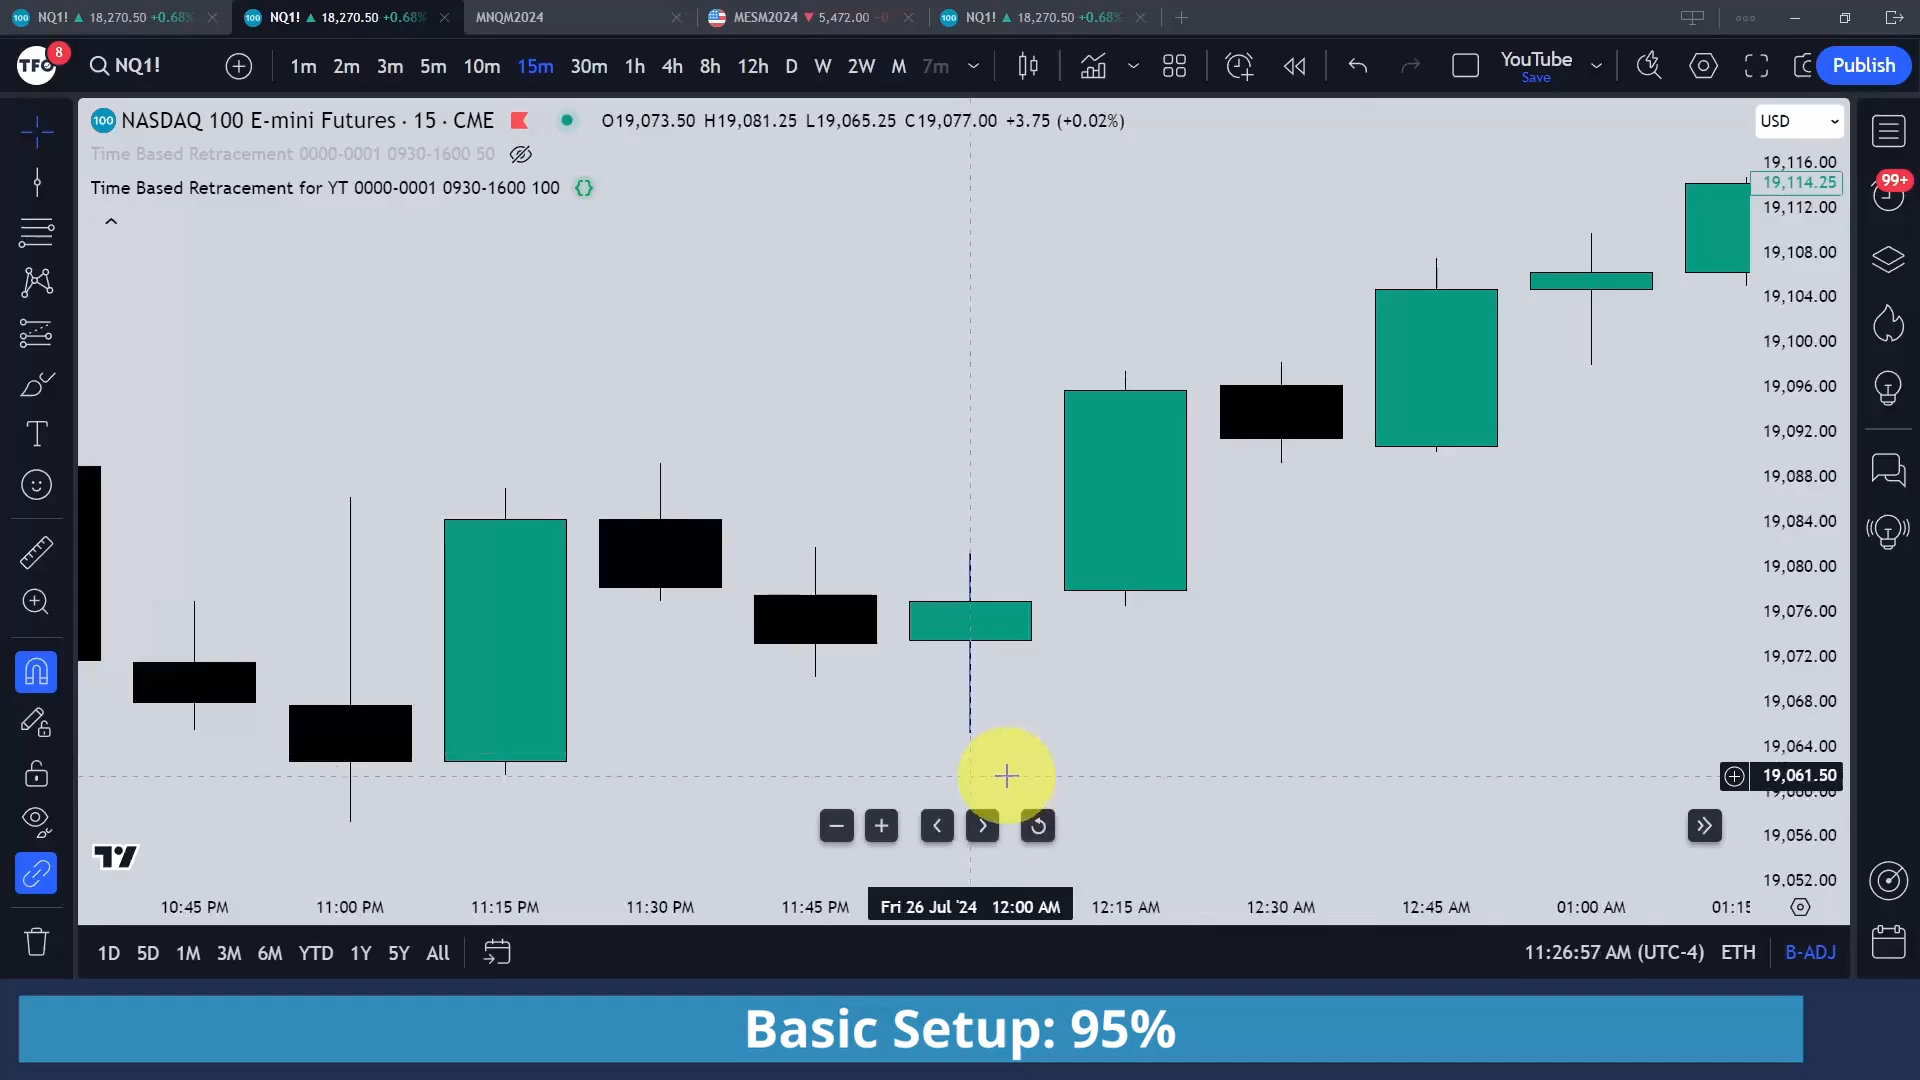 NQ1! ▲ 18,270.50 +0.68%
NQ1! ▲ 18,270.50 +0.68%
MNQM2024
MESM2024 ▼ 5,472.00 −0
NQ1! ▲ 18,270.50 +0.68%
TFO 8
NQ1!
1m 2m 3m 5m 10m 15m 30m 1h 4h 8h 12h D W 2W M 7m
YouTube
Save
Publish
100 NASDAQ 100 E-mini Futures · 15 · CME
O19,073.50 H19,081.25 L19,065.25 C19,077.00 +3.75 (+0.02%)
USD
Time Based Retracement 0000-0001 0930-1600 50
Time Based Retracement for YT 0000-0001 0930-1600 100
99+
19,116.00
19,114.25
19,112.00
19,108.00
19,104.00
19,100.00
19,096.00
19,092.00
19,088.00
19,084.00
19,080.00
19,076.00
19,072.00
19,068.00
19,064.00
19,061.50
19,060.00
19,056.00
19,052.00
10:45 PM 11:00 PM 11:15 PM 11:30 PM 11:45 PM Fri 26 Jul '24 12:00 AM 12:15 AM 12:30 AM 12:45 AM 01:00 AM 01:15
1D 5D 1M 3M 6M YTD 1Y 5Y All
11:26:57 AM (UTC-4) ETH B-ADJ
Basic Setup: 95%